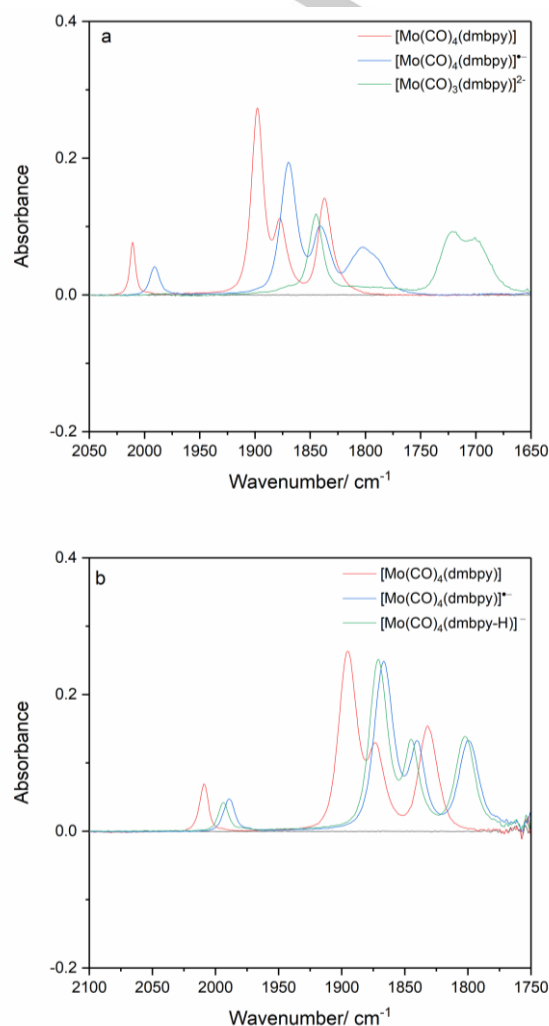 a
[Mo(CO)₄(dmbpy)]
[Mo(CO)₄(dmbpy)]•−
[Mo(CO)₃(dmbpy)]²⁻
0.4
0.2
0.0
-0.2
Absorbance
2050 2000 1950 1900 1850 1800 1750 1700 1650
Wavenumber/ cm⁻¹
b
[Mo(CO)₄(dmbpy)]
[Mo(CO)₄(dmbpy)]•−
[Mo(CO)₄(dmbpy-H)]⁻
0.4
0.2
0.0
-0.2
Absorbance
2100 2050 2000 1950 1900 1850 1800 1750
Wavenumber/ cm⁻¹